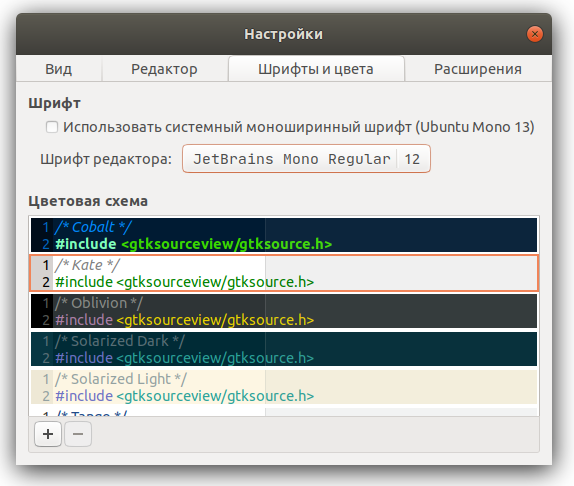 Настройки
Вид
Редактор
Шрифты и цвета
Расширения
Шрифт
Использовать системный моноширинный шрифт (Ubuntu Mono 13)
Шрифт редактора:
JetBrains Mono Regular
12
Цветовая схема
1 /* Cobalt */
2 #include <gtksourceview/gtksource.h>
1 /* Kate */
2 #include <gtksourceview/gtksource.h>
1 /* Oblivion */
2 #include <gtksourceview/gtksource.h>
1 /* Solarized Dark */
2 #include <gtksourceview/gtksource.h>
1 /* Solarized Light */
2 #include <gtksourceview/gtksource.h>
1 /* Tango */